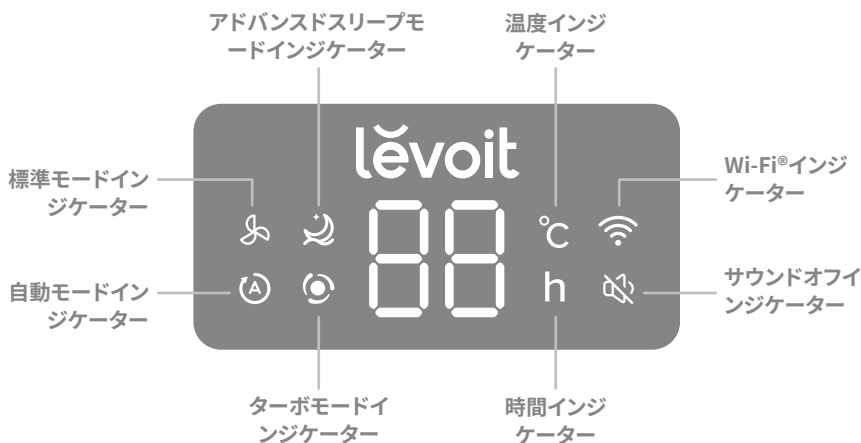 アドバンスドスリープモ
ードインジケーター
温度インジ
ケーター
levoit
標準モードイン
ジケーター
Wi-Fi®インジ
ケーター
88
℃
自動モードイン
ジケーター
A
h
サウンドオフイ
ンジケーター
ターボモードイ
ンジケーター
時間インジ
ケーター